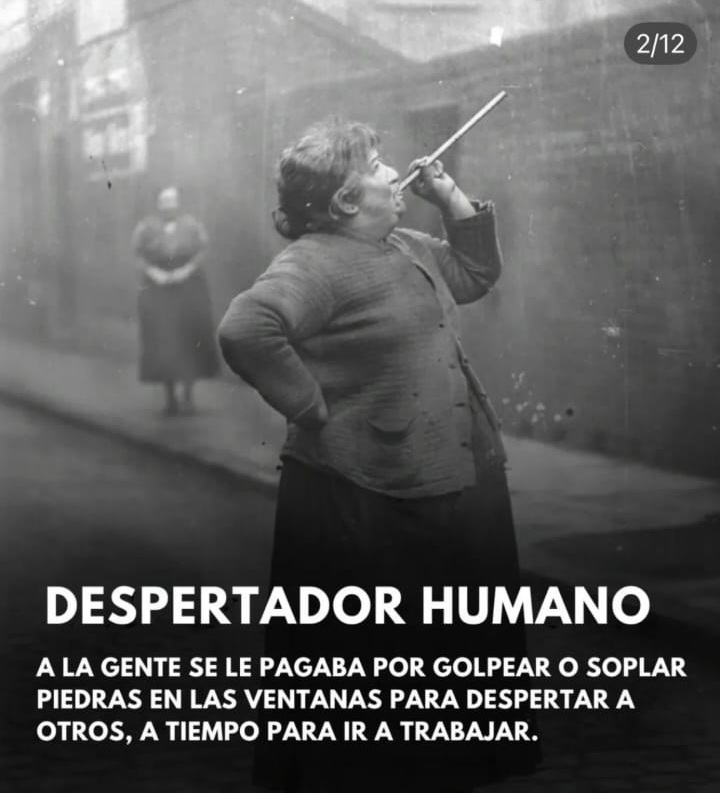 2/12
DESPERTADOR HUMANO
A LA GENTE SE LE PAGABA POR GOLPEAR O SOPLAR
PIEDRAS EN LAS VENTANAS PARA DESPERTAR A
OTROS, A TIEMPO PARA IR A TRABAJAR.